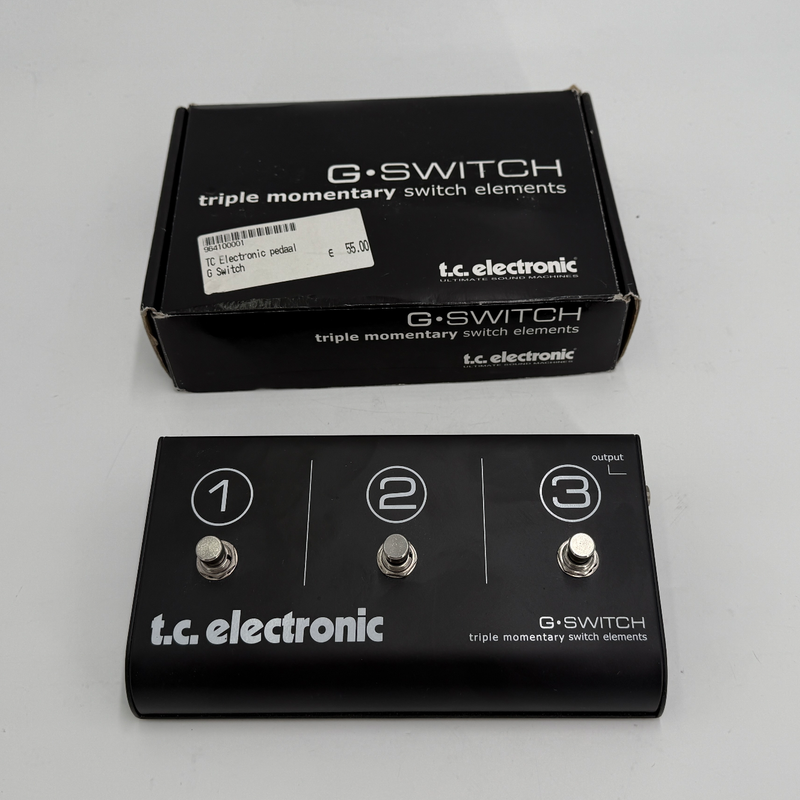 G•SWITCH
triple momentary switch elements
964100001
TC Electronic pedaal € 55.00
G Switch
t.c. electronic
ULTIMATE SOUND MACHINES
G•SWITCH
triple momentary switch elements
t.c. electronic
ULTIMATE SOUND MACHINES
output
1 2 3
t.c. electronic
G•SWITCH
triple momentary switch elements